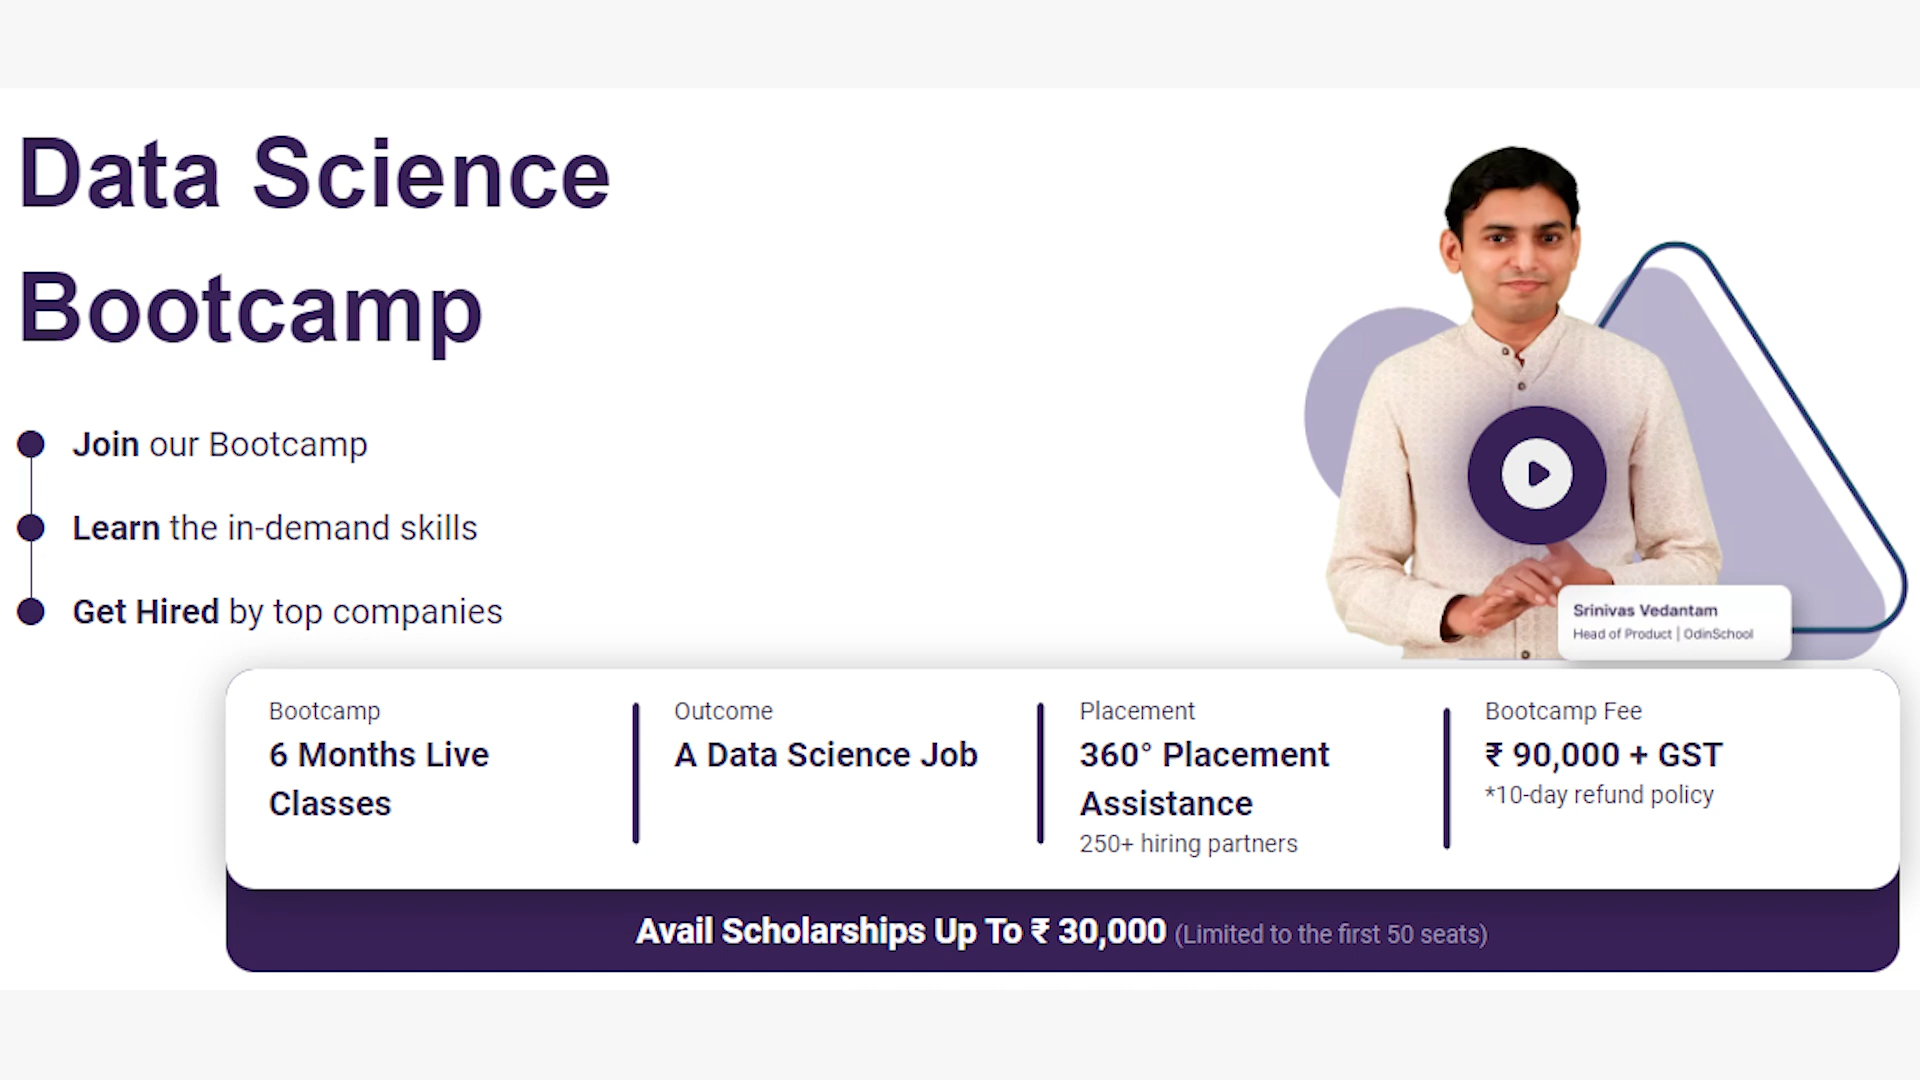 Data Science
Bootcamp
Join our Bootcamp
Learn the in-demand skills
Get Hired by top companies
Srinivas Vedantam
Head of Product | OdinSchool
Bootcamp
6 Months Live
Classes
Outcome
A Data Science Job
Placement
360° Placement
Assistance
250+ hiring partners
Bootcamp Fee
₹ 90,000 + GST
*10-day refund policy
Avail Scholarships Up To ₹ 30,000 (Limited to the first 50 seats)